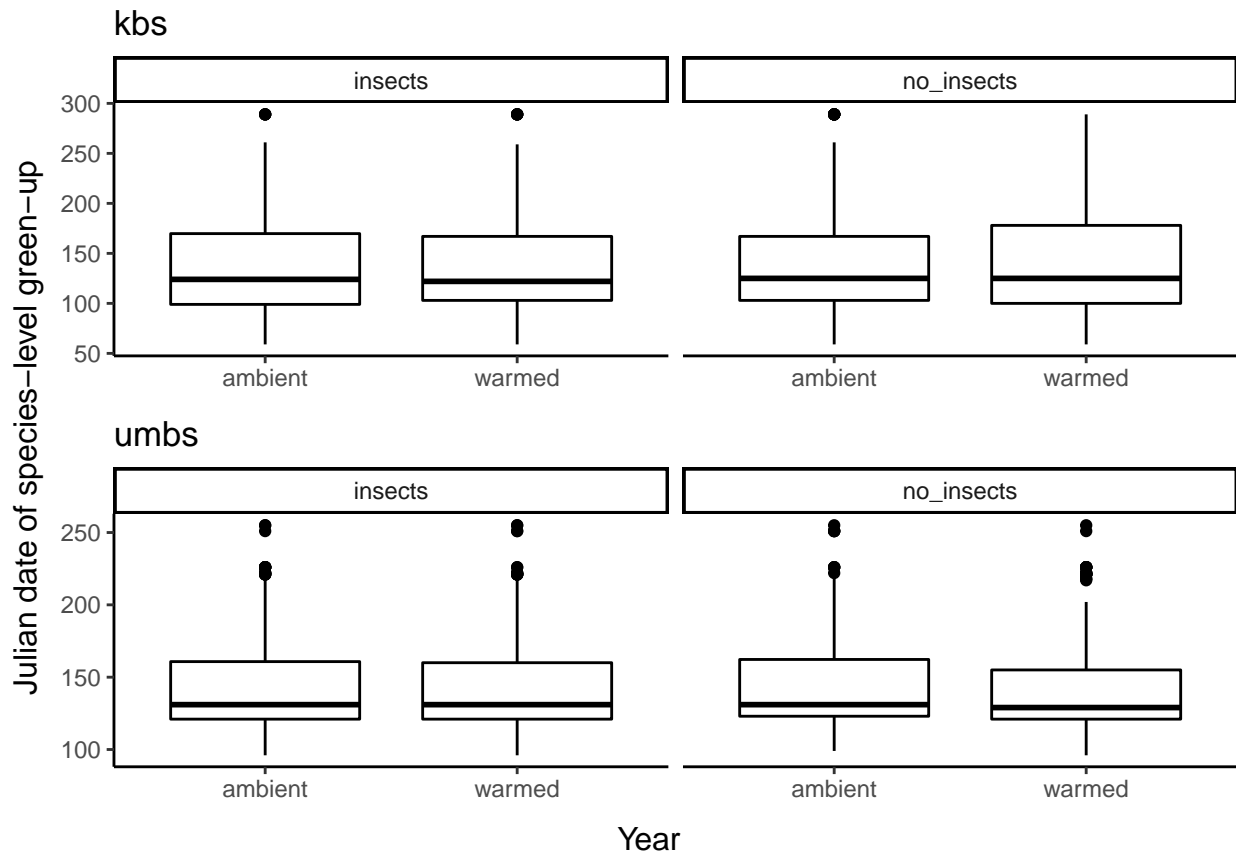 kbs
insects
no_insects
300
250
200
150
100
50
ambient
warmed
ambient
warmed
umbs
insects
no_insects
250
200
150
100
ambient
warmed
ambient
warmed
Julian date of species−level green−up
Year